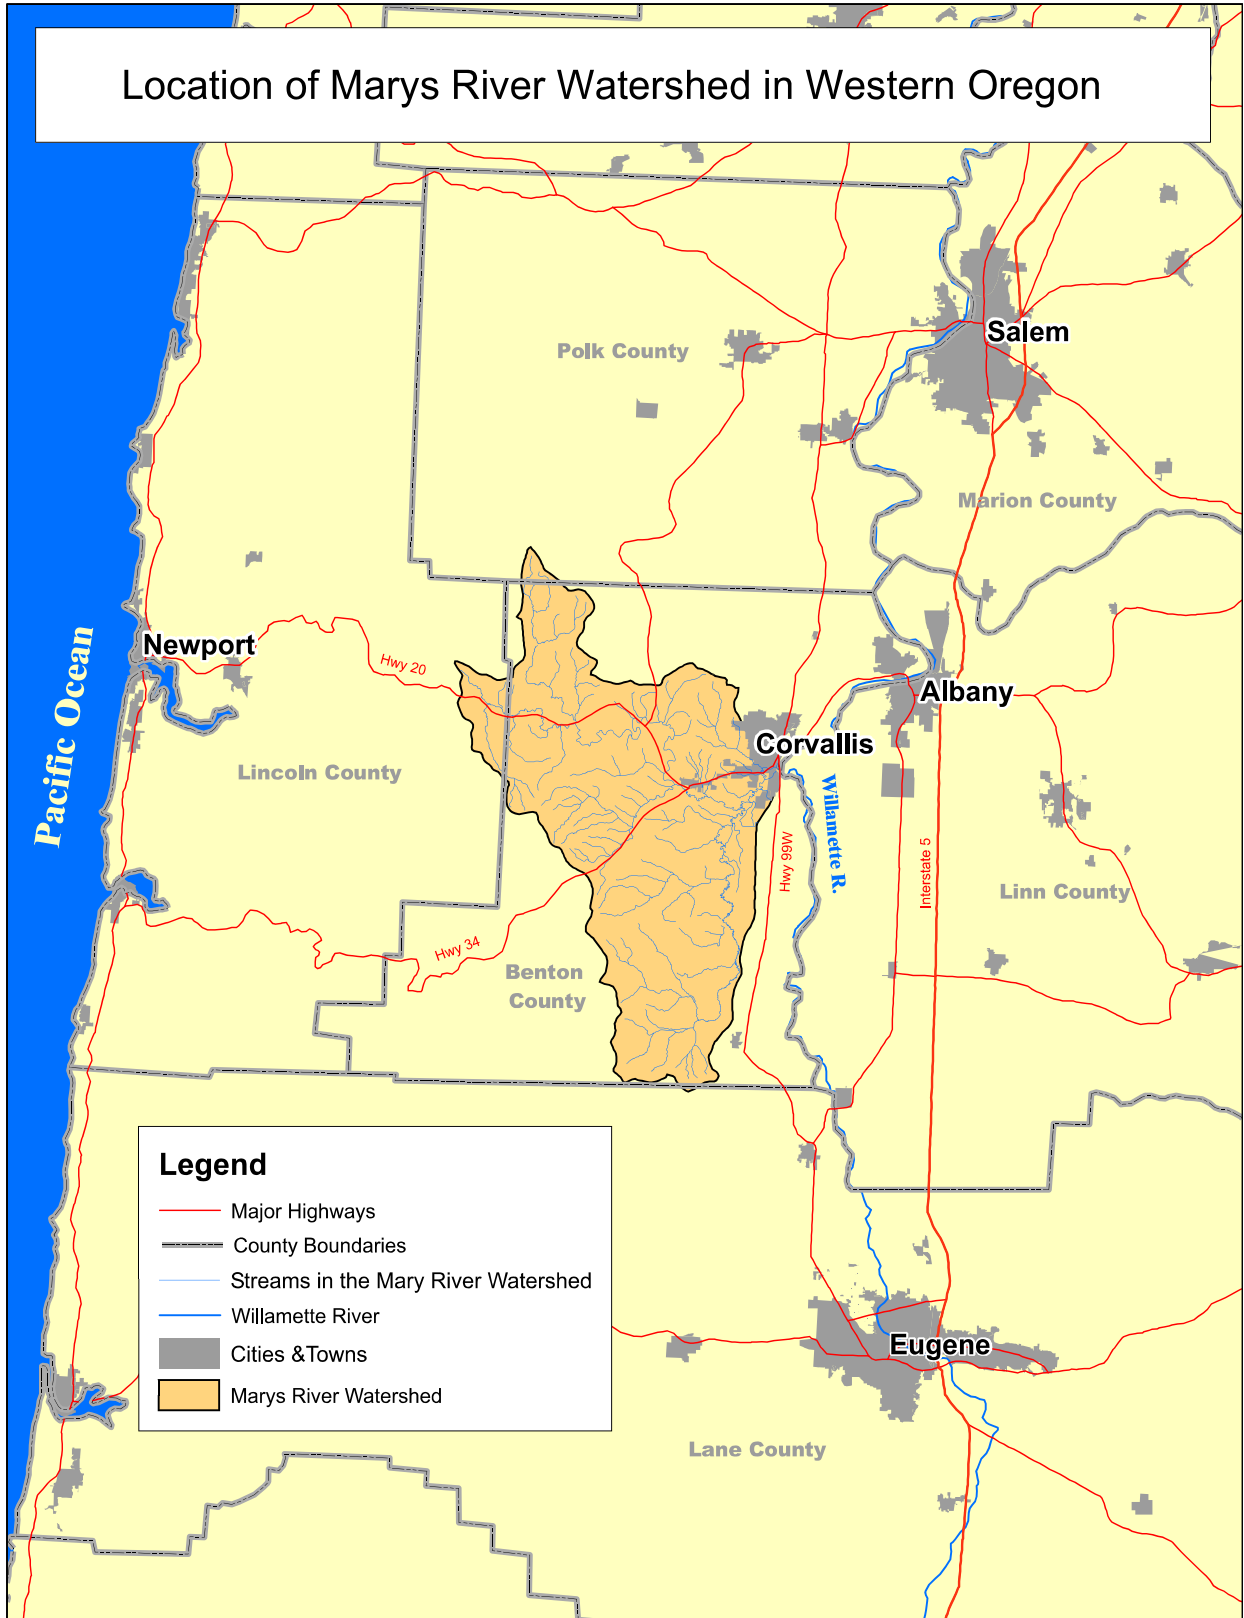 Location of Marys River Watershed in Western Oregon
Salem
Polk County
Marion County
Newport
Hwy 20
Albany
Pacific Ocean
Corvallis
Lincoln County
Willamette R.
Hwy 99W
Interstate 5
Linn County
Hwy 34
Benton
County
Legend
Major Highways
County Boundaries
Streams in the Mary River Watershed
Willamette River
Cities &Towns
Marys River Watershed
Eugene
Lane County